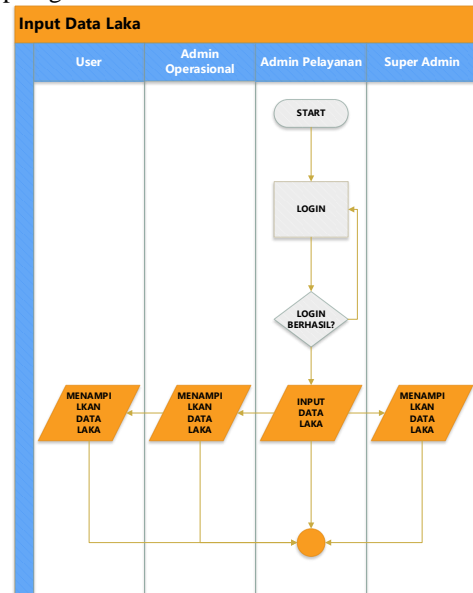 Input Data Laka
User
Admin
Operasional
Admin Pelayanan
Super Admin
START
LOGIN
LOGIN
BERHASIL?
MENAMPI
LKAN
DATA
LAKA
MENAMPI
LKAN
DATA
LAKA
INPUT
DATA
LAKA
MENAMPI
LKAN
DATA
LAKA